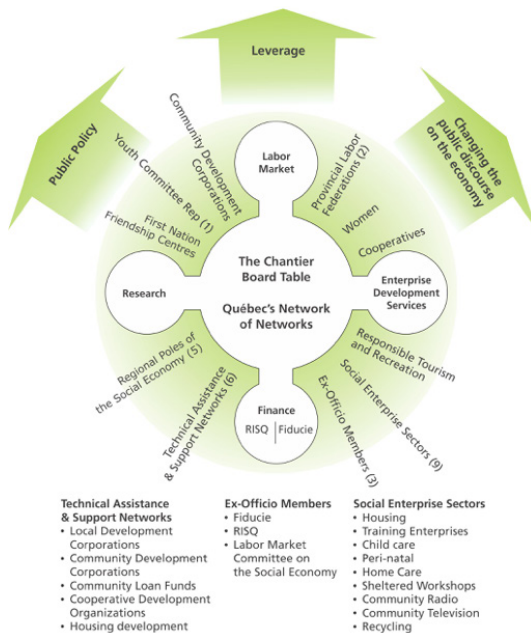 Leverage
Public Policy
Changing the
public discourse
on the economy
Community Development
Corporations
Youth Committee Rep (1)
First Nation
Friendship Centres
Labor
Market
Provincial Labor
Federations (2)
Women
Cooperatives
The Chantier
Board Table
Québec's Network
of Networks
Research
Enterprise
Development
Services
Regional Poles of
the Social Economy (5)
Technical Assistance
& Support Networks (6)
Finance
RISQ | Fiducie
Responsible Tourism
and Recreation
Social Enterprise Sectors (9)
Ex-Officio Members (3)
Technical Assistance
& Support Networks
• Local Development
Corporations
• Community Development
Corporations
• Community Loan Funds
• Cooperative Development
Organizations
• Housing development
Ex-Officio Members
• Fiducie
• RISQ
• Labor Market
Committee on
the Social Economy
Social Enterprise Sectors
• Housing
• Training Enterprises
• Child care
• Peri-natal
• Home Care
• Sheltered Workshops
• Community Radio
• Community Television
• Recycling